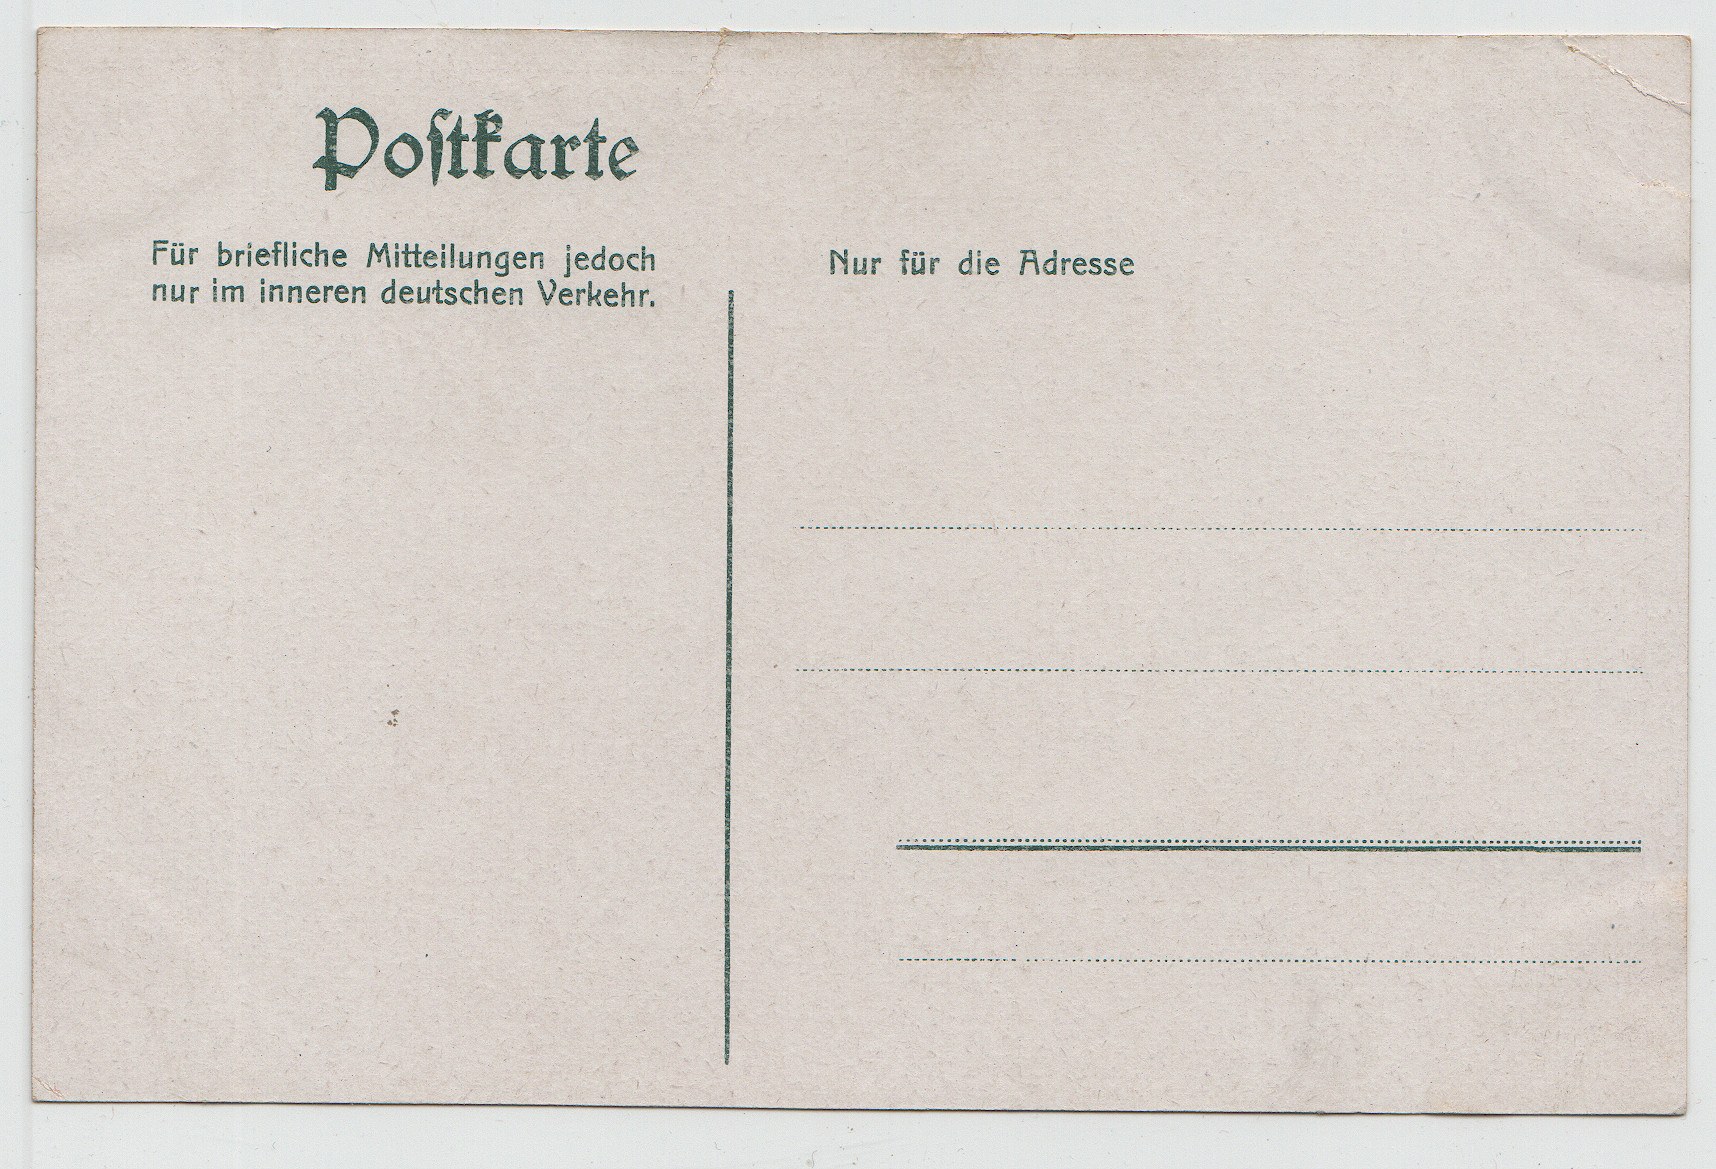 Postkarte
Für briefliche Mitteilungen jedoch
nur im inneren deutschen Verkehr.
Nur für die Adresse